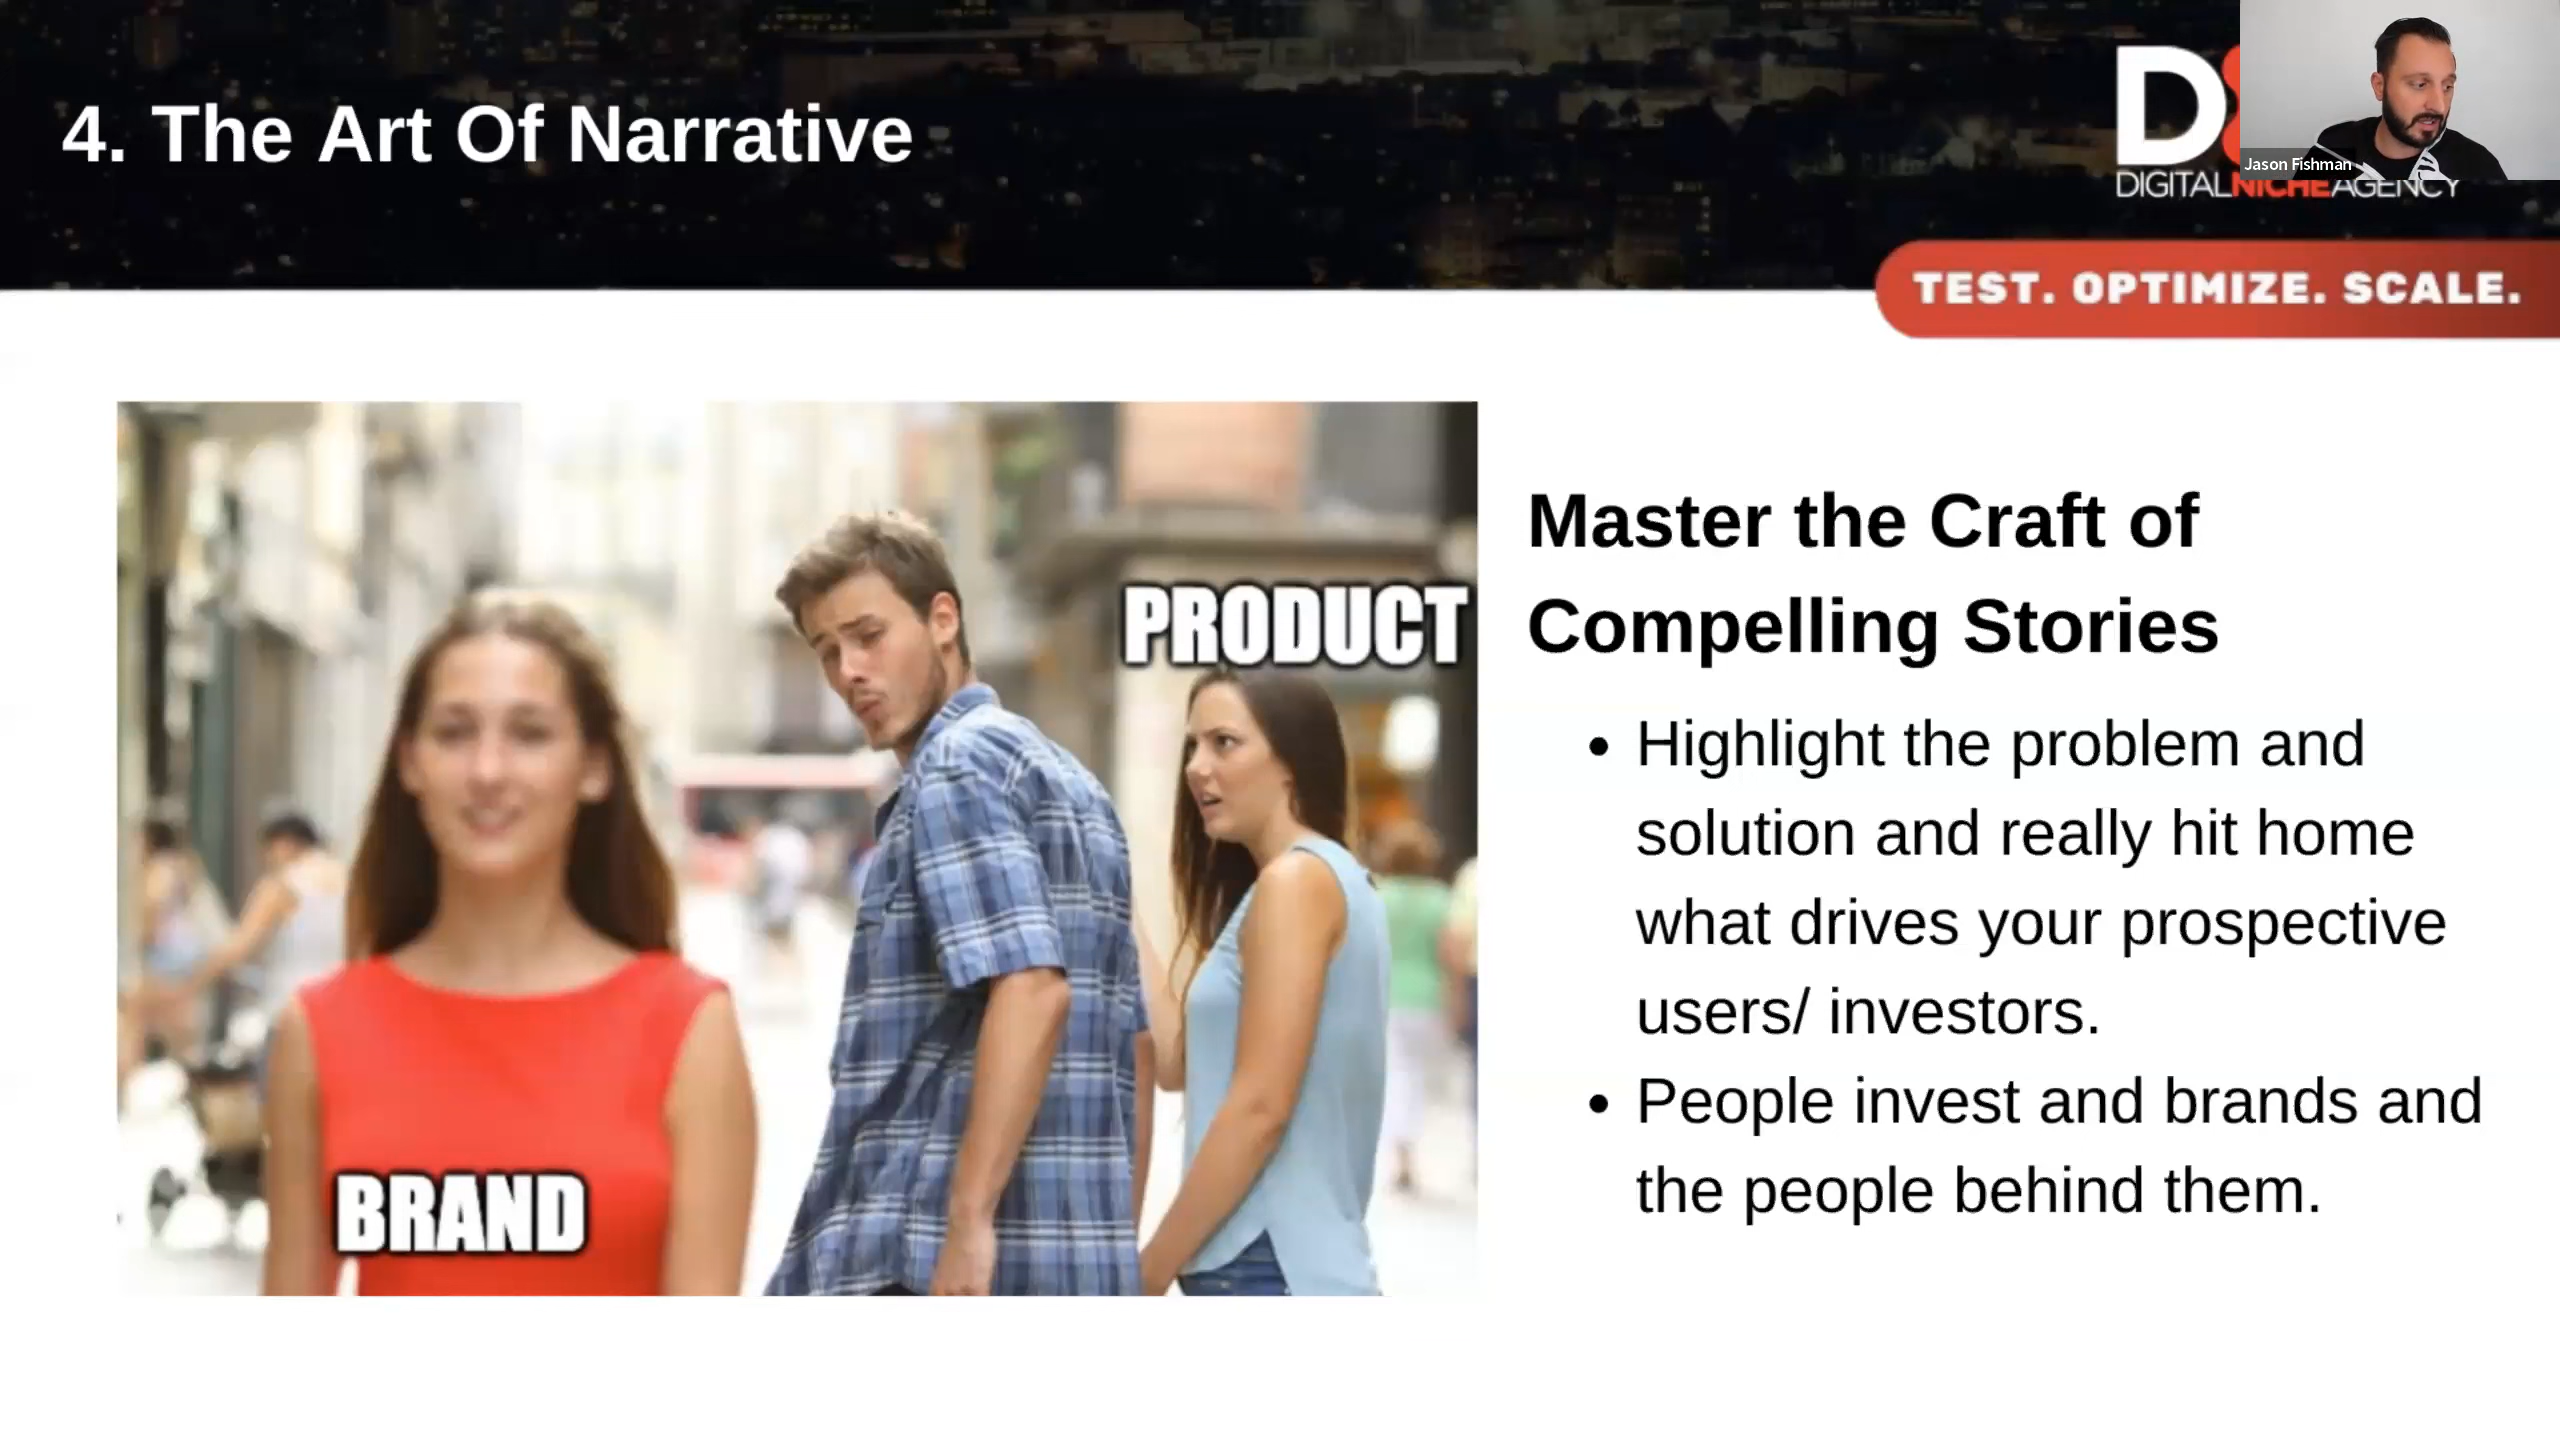 4. The Art Of Narrative
D
Jason Fishman
DIGITALNICHEAGENCY
TEST. OPTIMIZE. SCALE.
PRODUCT
BRAND
Master the Craft of
Compelling Stories
• Highlight the problem and
solution and really hit home
what drives your prospective
users/ investors.
• People invest and brands and
the people behind them.